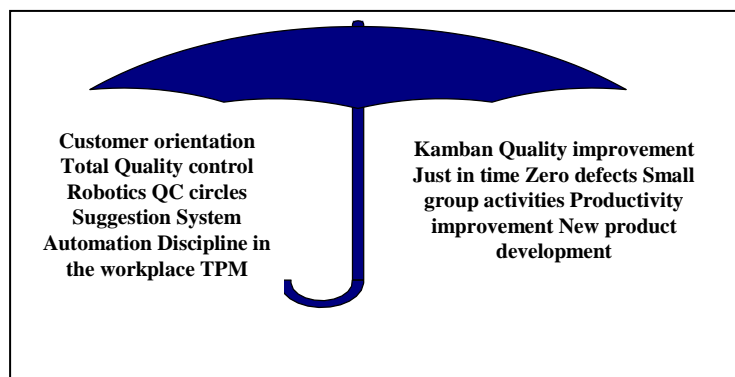 Customer orientation
Total Quality control
Robotics QC circles
Suggestion System
Automation Discipline in
the workplace TPM
Kamban Quality improvement
Just in time Zero defects Small
group activities Productivity
improvement New product
development